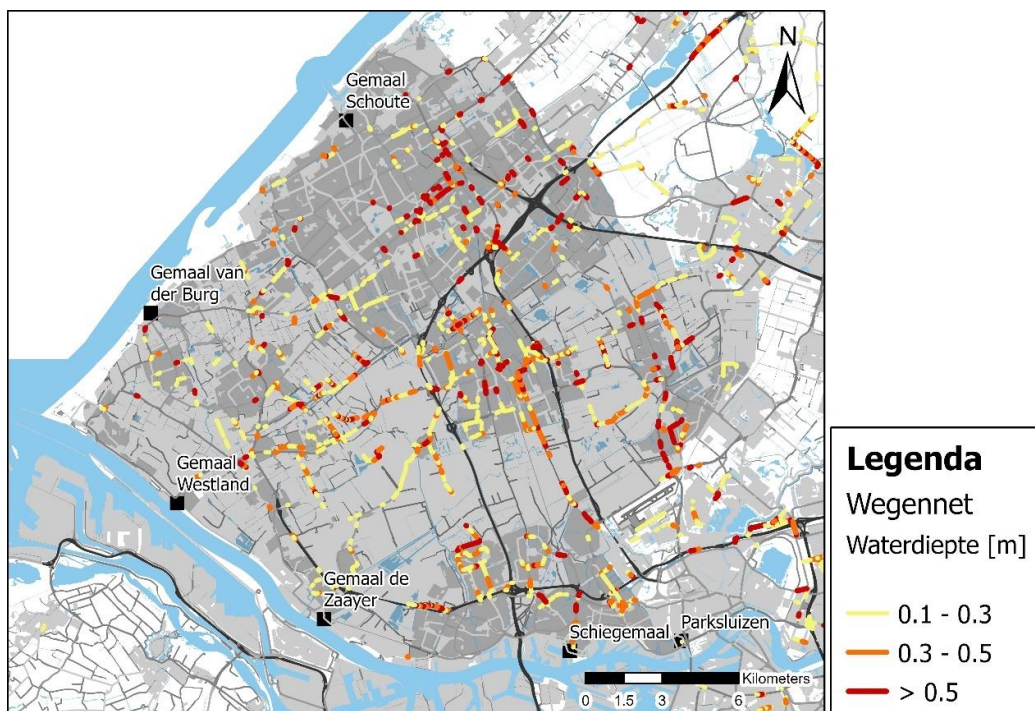 N
Gemaal
Schoute
Gemaal van
der Burg
Gemaal
Westland
Gemaal de
Zaayer
Schiegemaal
Parksluizen
Kilometers
0 1.5 3 6
Legenda
Wegennet
Waterdiepte [m]
0.1 - 0.3
0.3 - 0.5
> 0.5